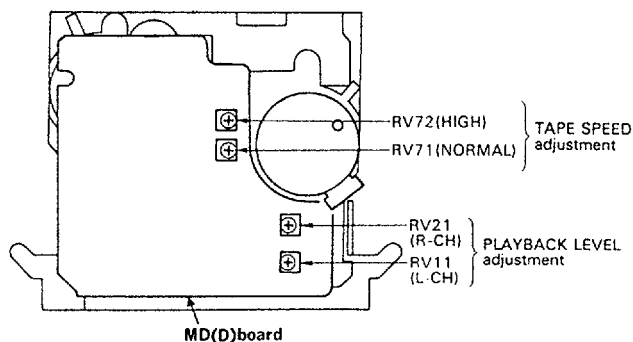 RV72(HIGH)
RV71(NORMAL)
TAPE SPEED
adjustment
RV21
(R-CH)
RV11
(L-CH)
PLAYBACK LEVEL
adjustment
MD(D)board